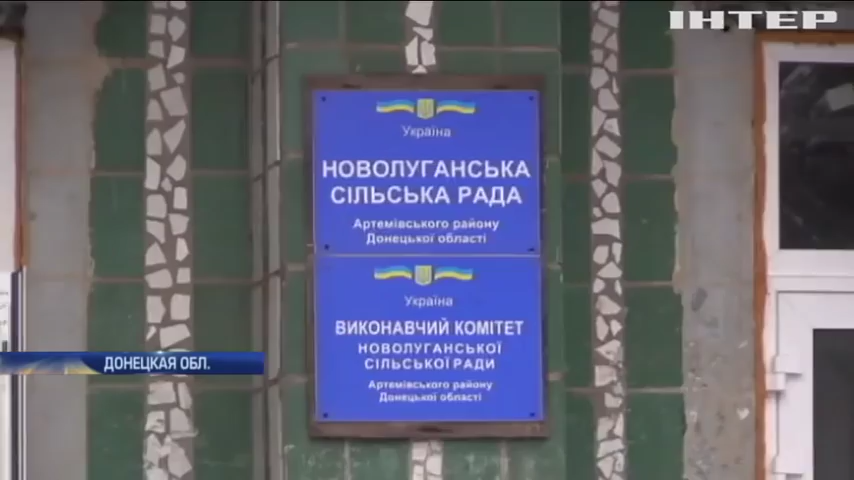 ІНТЕР
Україна
НОВОЛУГАНСЬКА
СІЛЬСЬКА РАДА
Артемівського району
Донецької області
Україна
ВИКОНАВЧИЙ КОМІТЕТ
НОВОЛУГАНСЬКОЇ
СІЛЬСЬКОЇ РАДИ
Артемівського району
Донецької області
ДОНЕЦКАЯ ОБЛ.